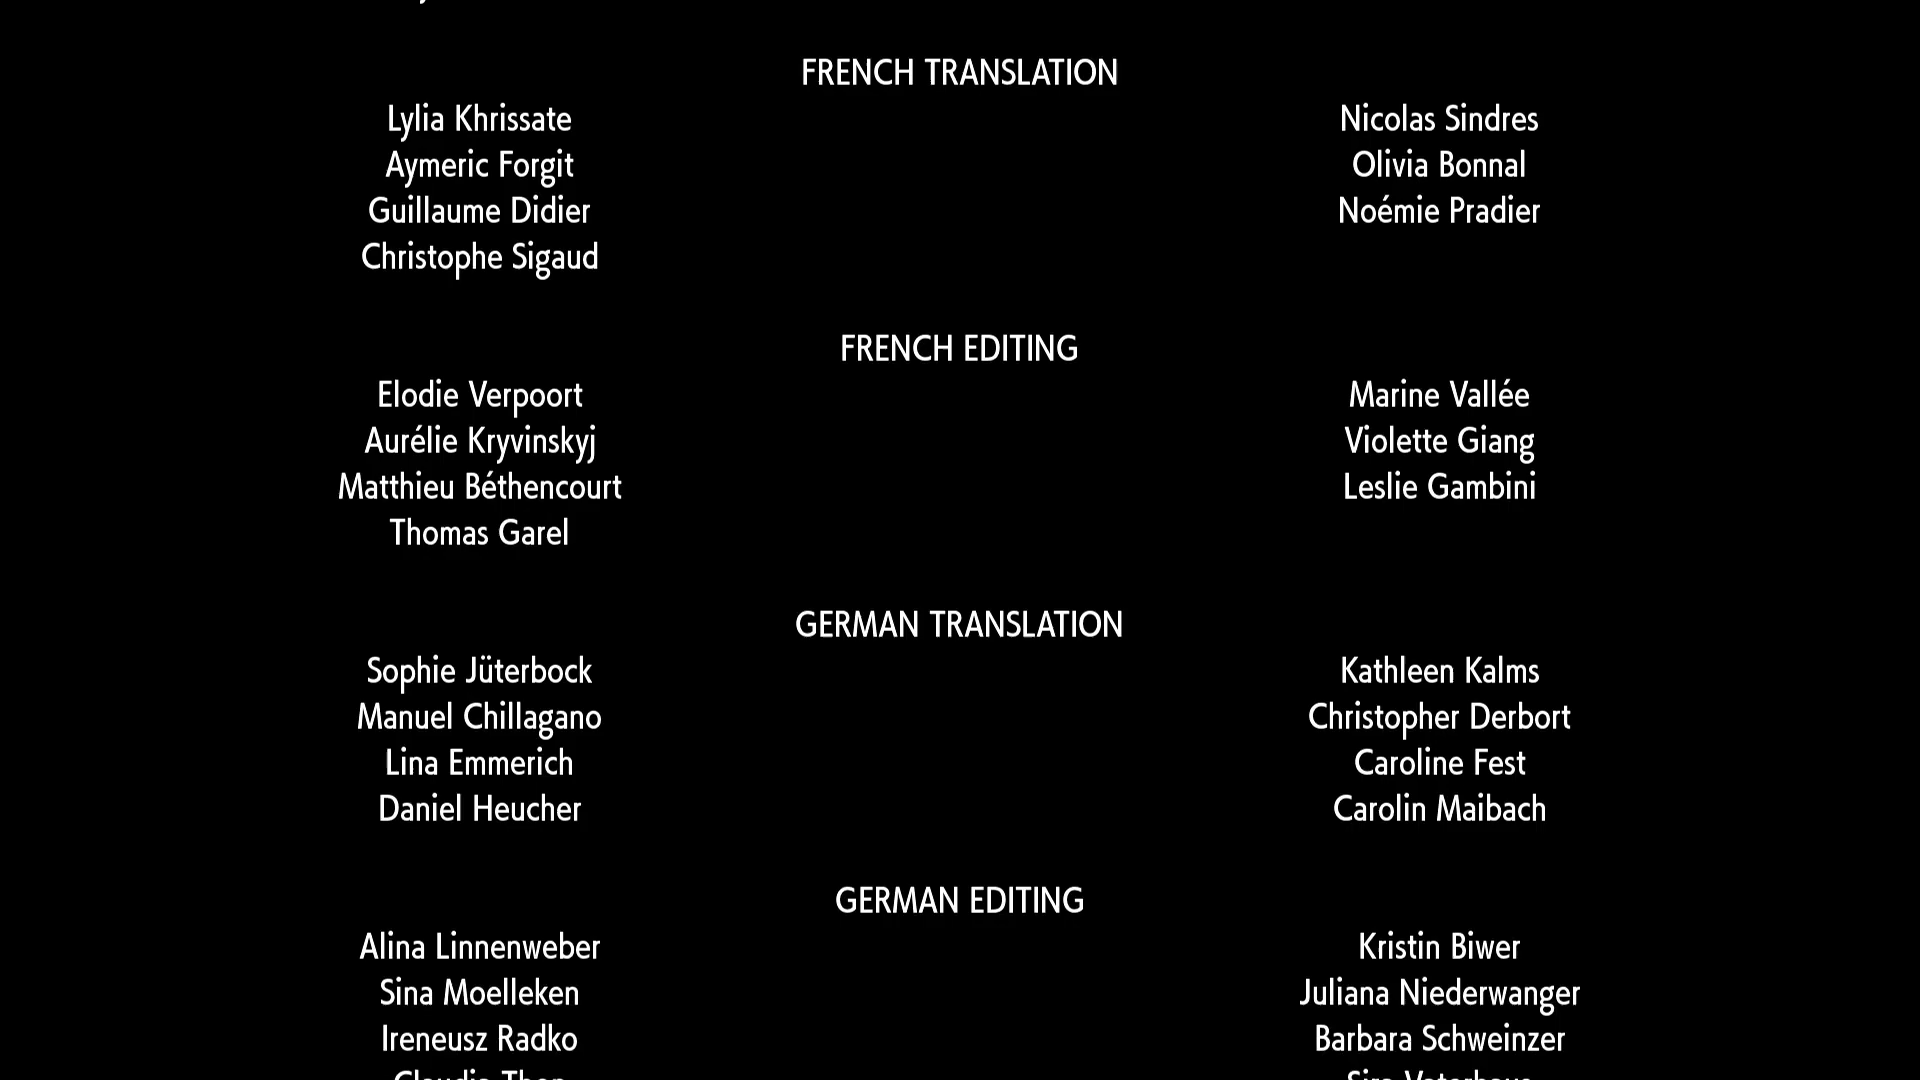 FRENCH TRANSLATION
Lylia Khrissate
Nicolas Sindres
Aymeric Forgit
Olivia Bonnal
Guillaume Didier
Noémie Pradier
Christophe Sigaud
FRENCH EDITING
Elodie Verpoort
Marine Vallée
Aurélie Kryvinskyj
Violette Giang
Matthieu Béthencourt
Leslie Gambini
Thomas Garel
GERMAN TRANSLATION
Sophie Jüterbock
Kathleen Kalms
Manuel Chillagano
Christopher Derbort
Lina Emmerich
Caroline Fest
Daniel Heucher
Carolin Maibach
GERMAN EDITING
Alina Linnenweber
Kristin Biwer
Sina Moelleken
Juliana Niederwanger
Ireneusz Radko
Barbara Schweinzer